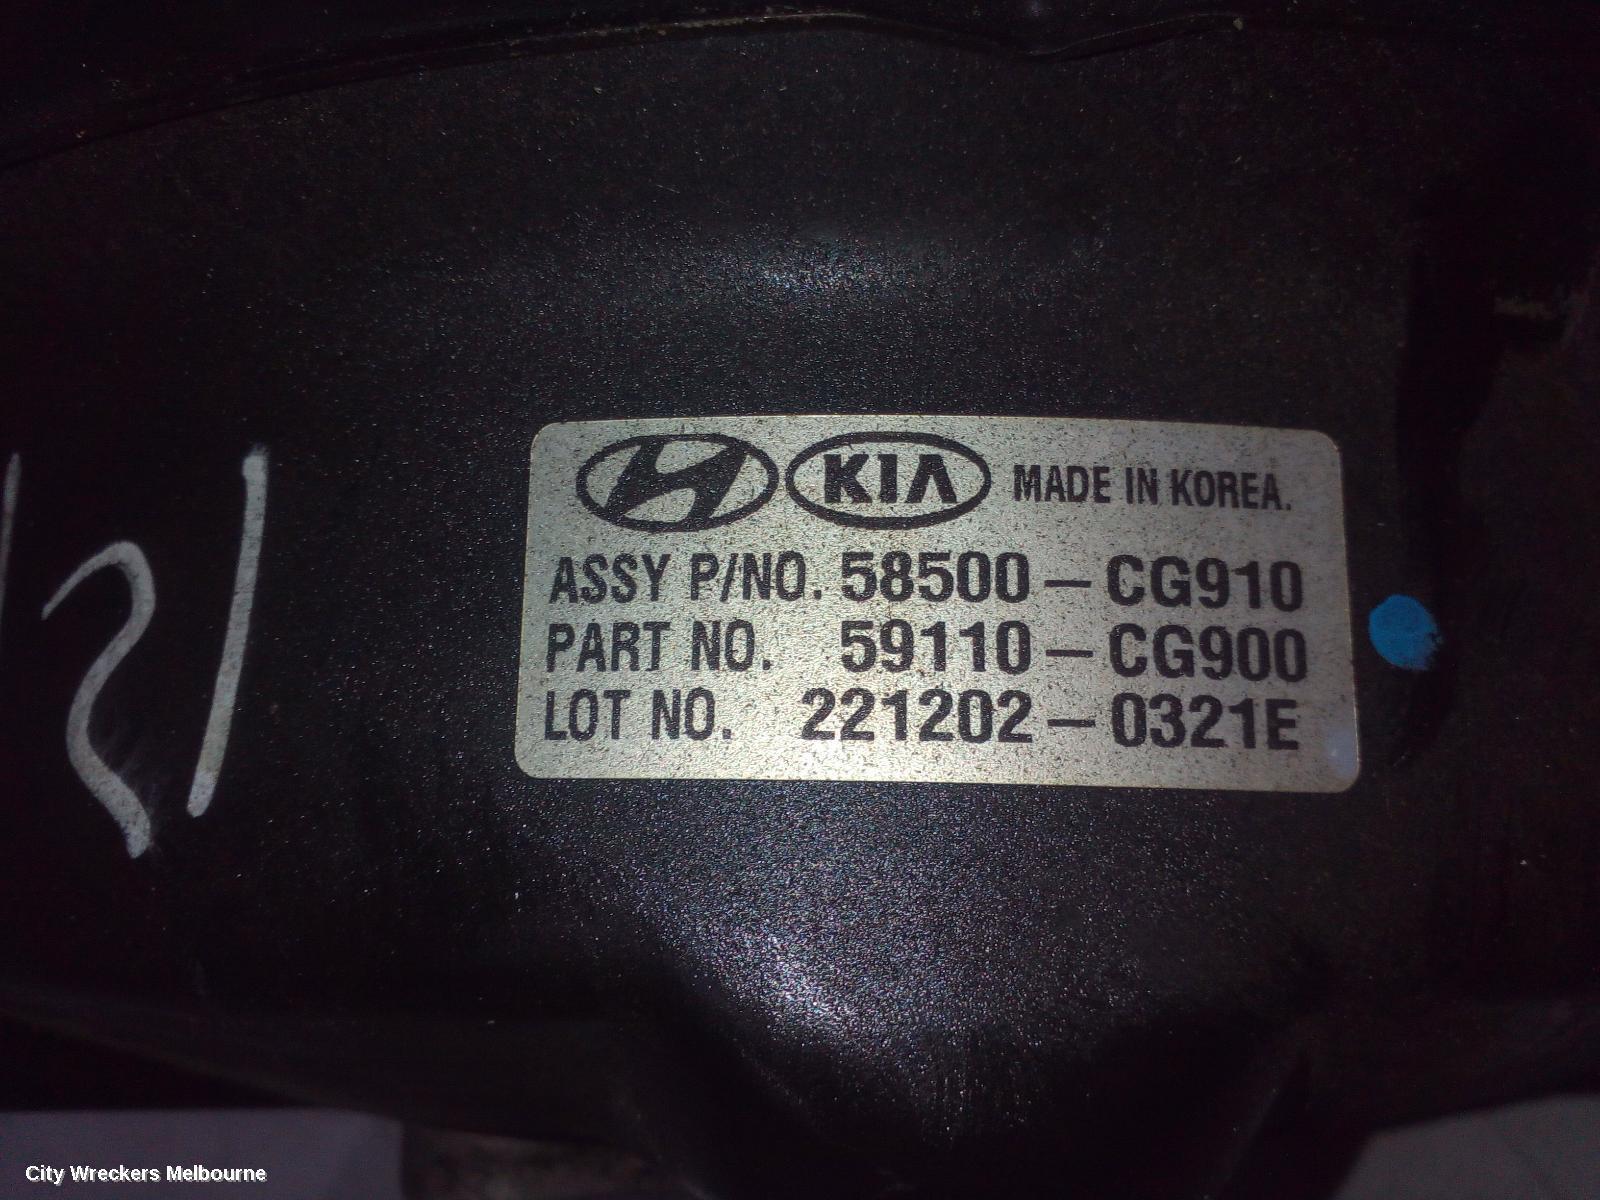 21
KIA MADE IN KOREA.
ASSY P/NO. 58500-CG910
PART NO. 59110-CG900
LOT NO. 221202-0321E
City Wreckers Melbourne